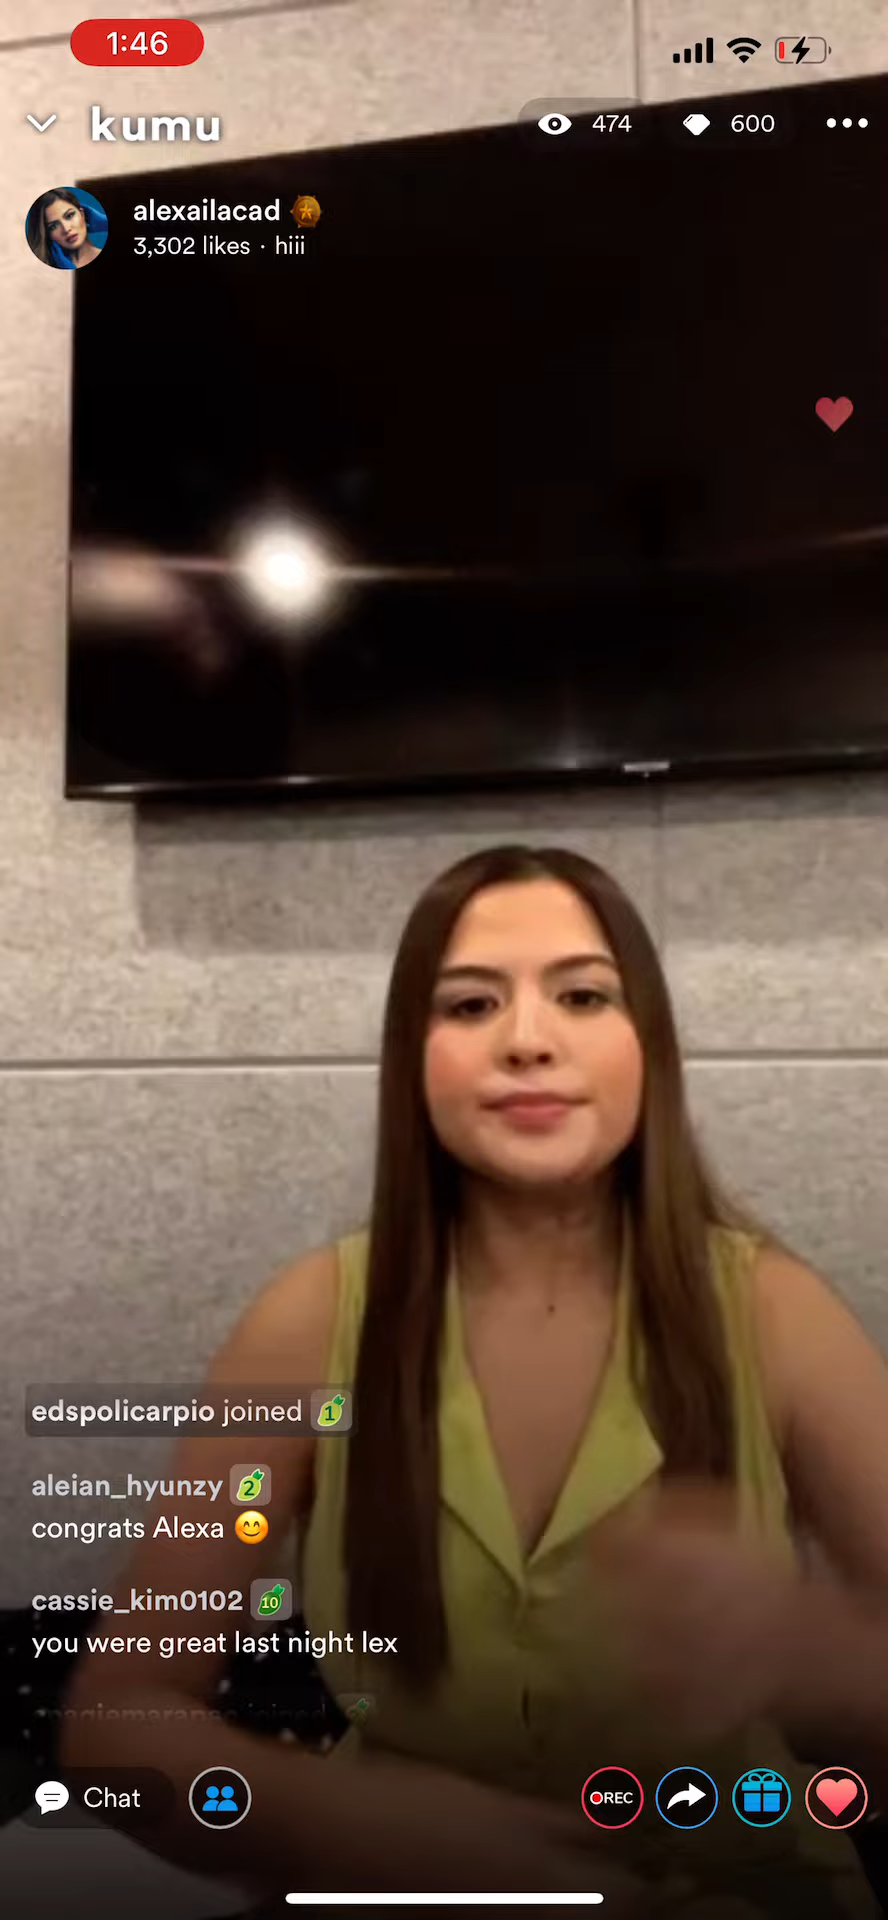 1:46
kumu
474
600
alexailacad
3,302 likes · hiii
edspolicarpio joined 1
aleian_hyunzy 2
congrats Alexa 😊
cassie_kim0102 10
you were great last night lex
joined
Chat
REC